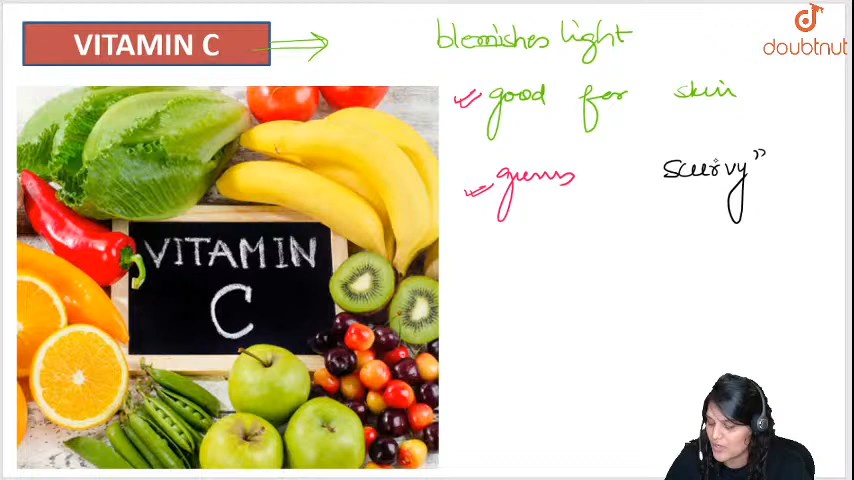 VITAMIN C
blemishes light
doubtnut
good for skin
gums
scurvy"
VITAMIN
C